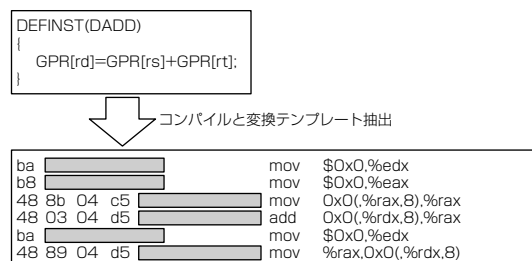 DEFINST(DADD)
{
GPR[rd]=GPR[rs]+GPR[rt];
}
コンパイルと変換テンプレート抽出
ba mov $0x0,%edx
b8 mov $0x0,%eax
48 8b 04 c5 mov 0x0(,%rax,8),%rax
48 03 04 d5 add 0x0(,%rdx,8),%rax
ba mov $0x0,%edx
48 89 04 d5 mov %rax,0x0(,%rdx,8)